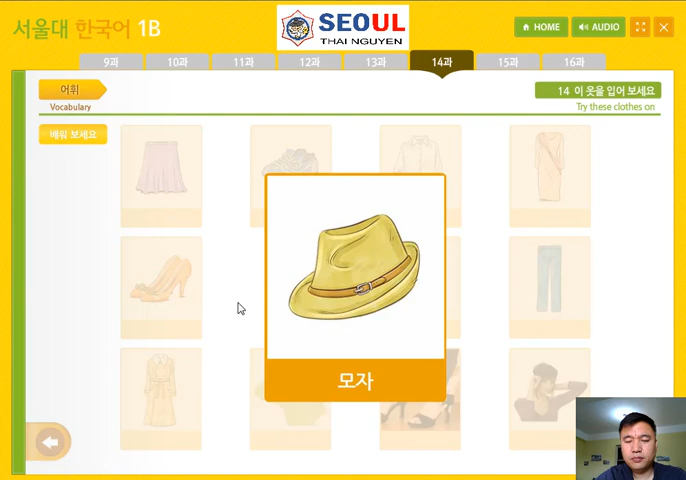 서울대 한국어 1B
SEOUL
THAI NGUYEN
HOME
AUDIO
9과
10과
11과
12과
13과
14과
15과
16과
어휘
Vocabulary
14 이 옷을 입어 보세요
Try these clothes on
배워 보세요
모자